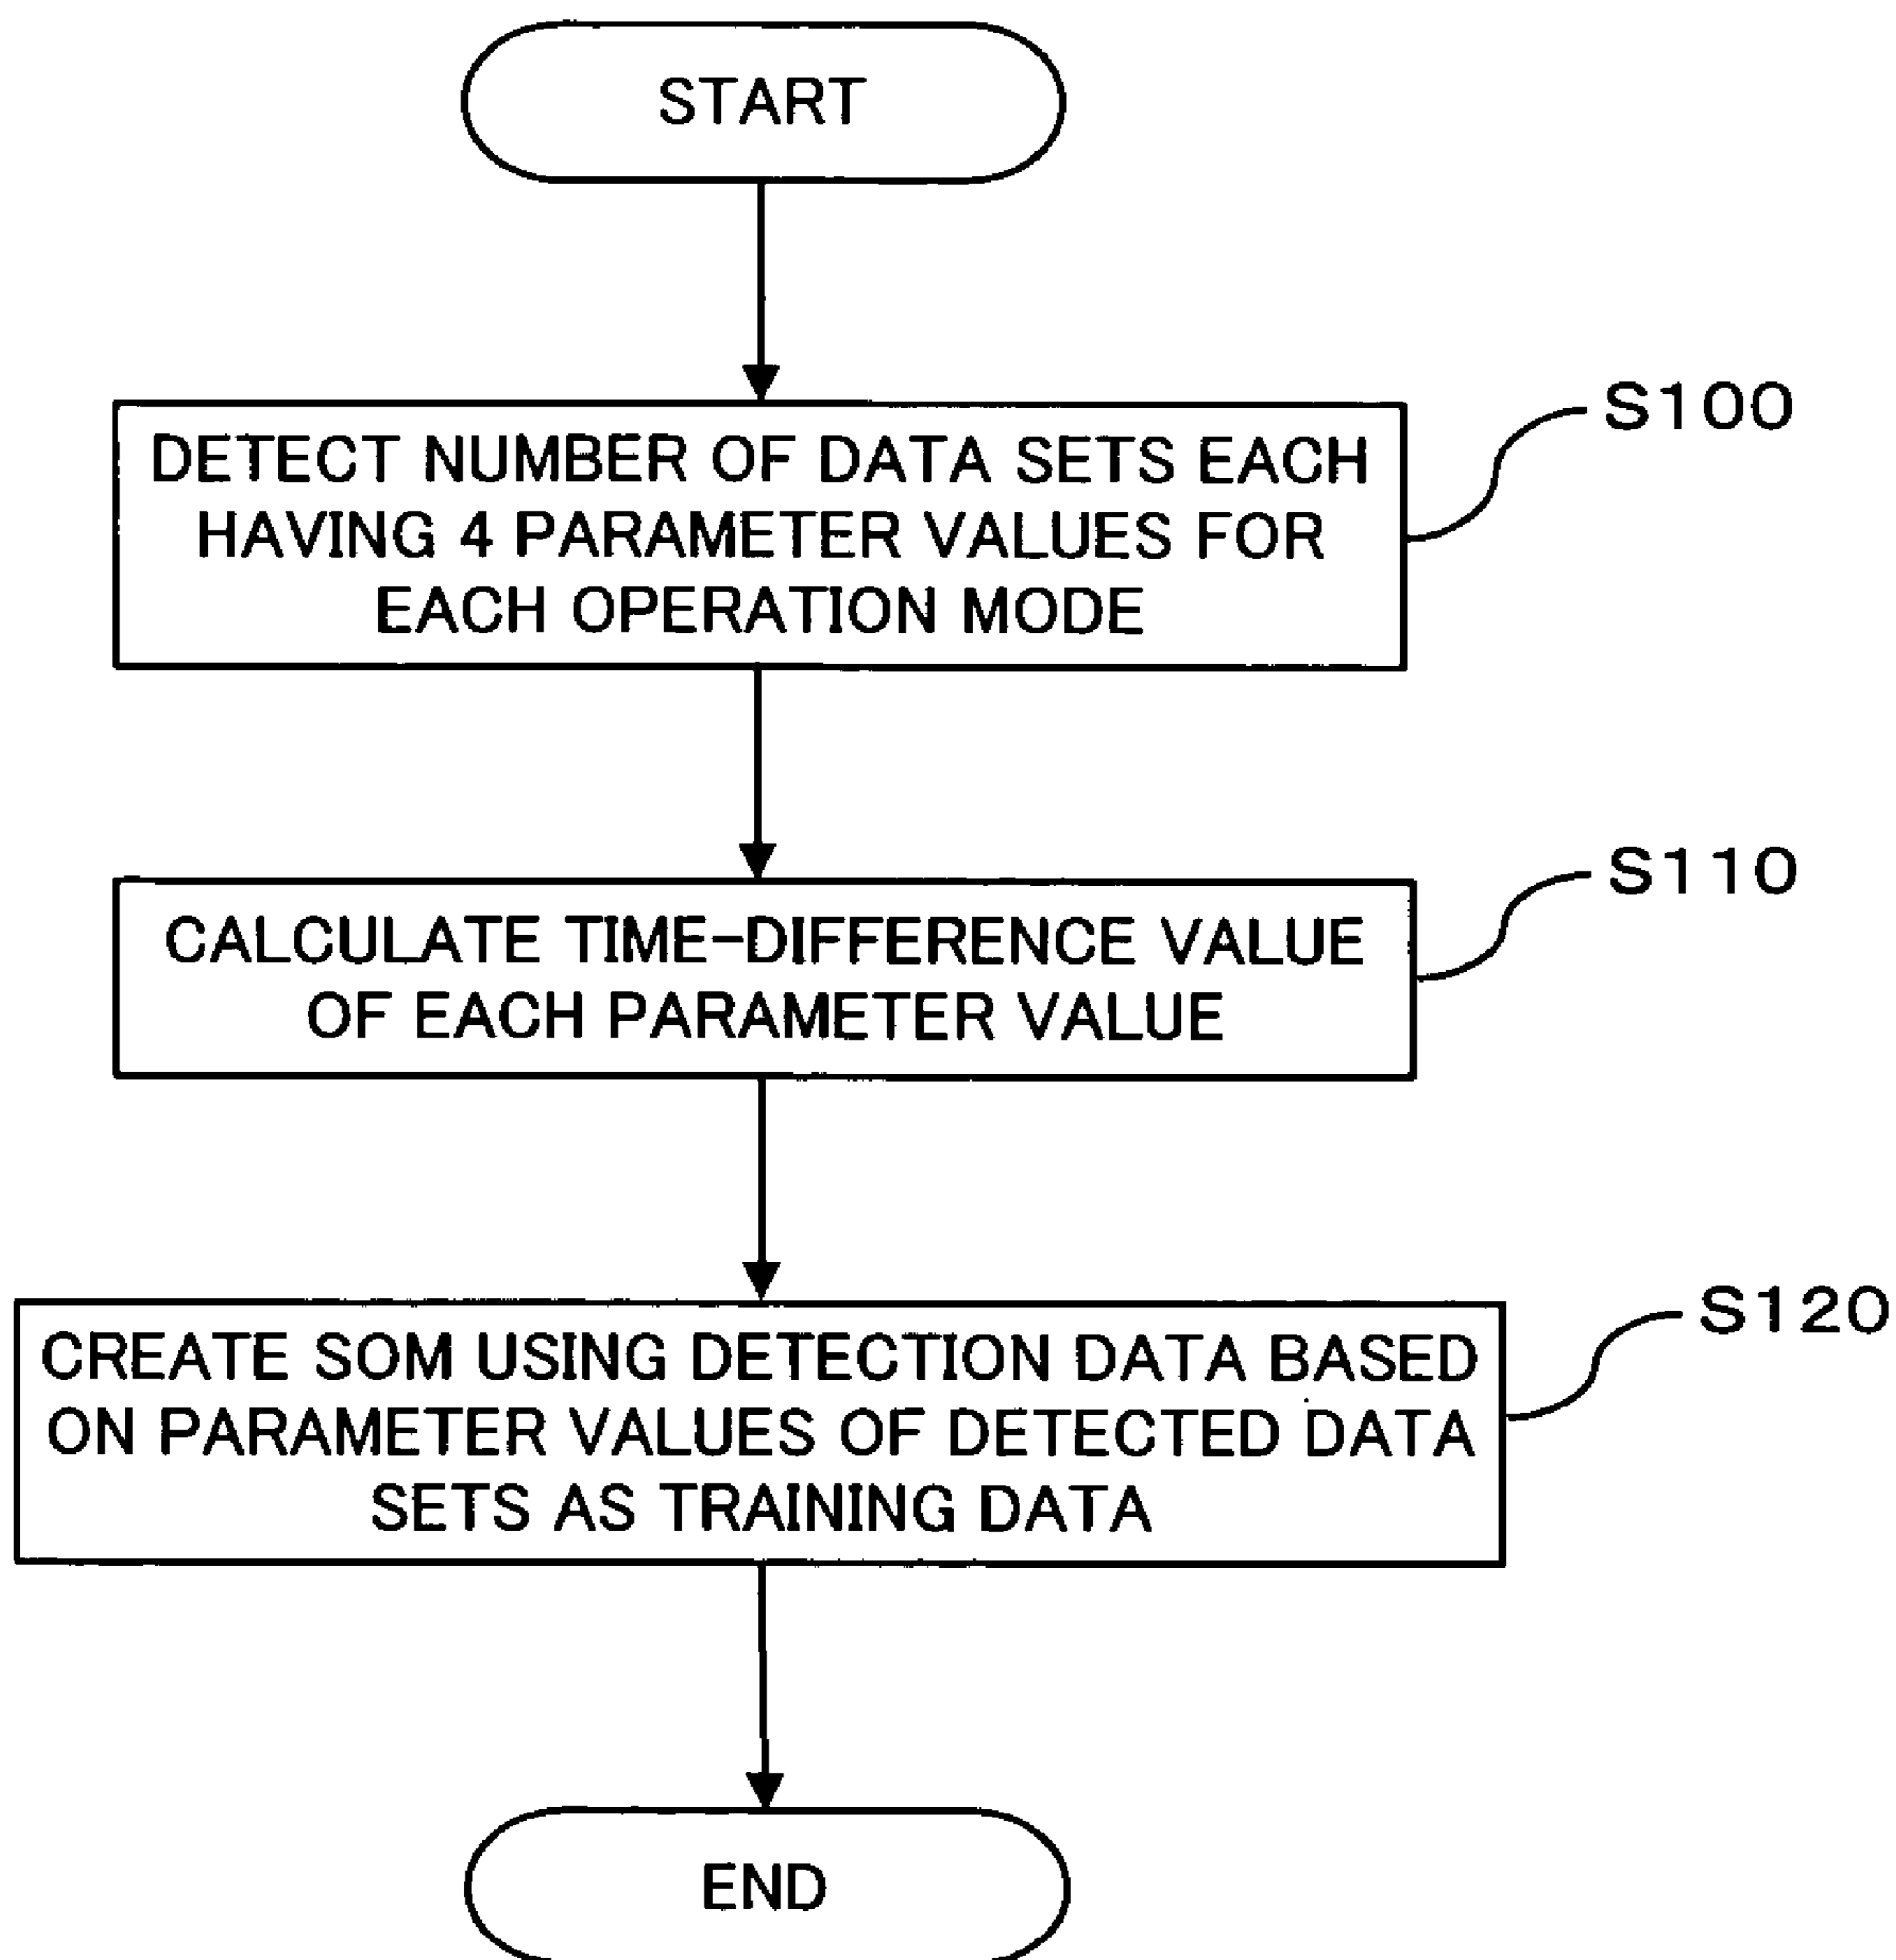 START
S100
DETECT NUMBER OF DATA SETS EACH
HAVING 4 PARAMETER VALUES FOR
EACH OPERATION MODE
S110
CALCULATE TIME-DIFFERENCE VALUE
OF EACH PARAMETER VALUE
S120
CREATE SOM USING DETECTION DATA BASED
ON PARAMETER VALUES OF DETECTED DATA
SETS AS TRAINING DATA
END